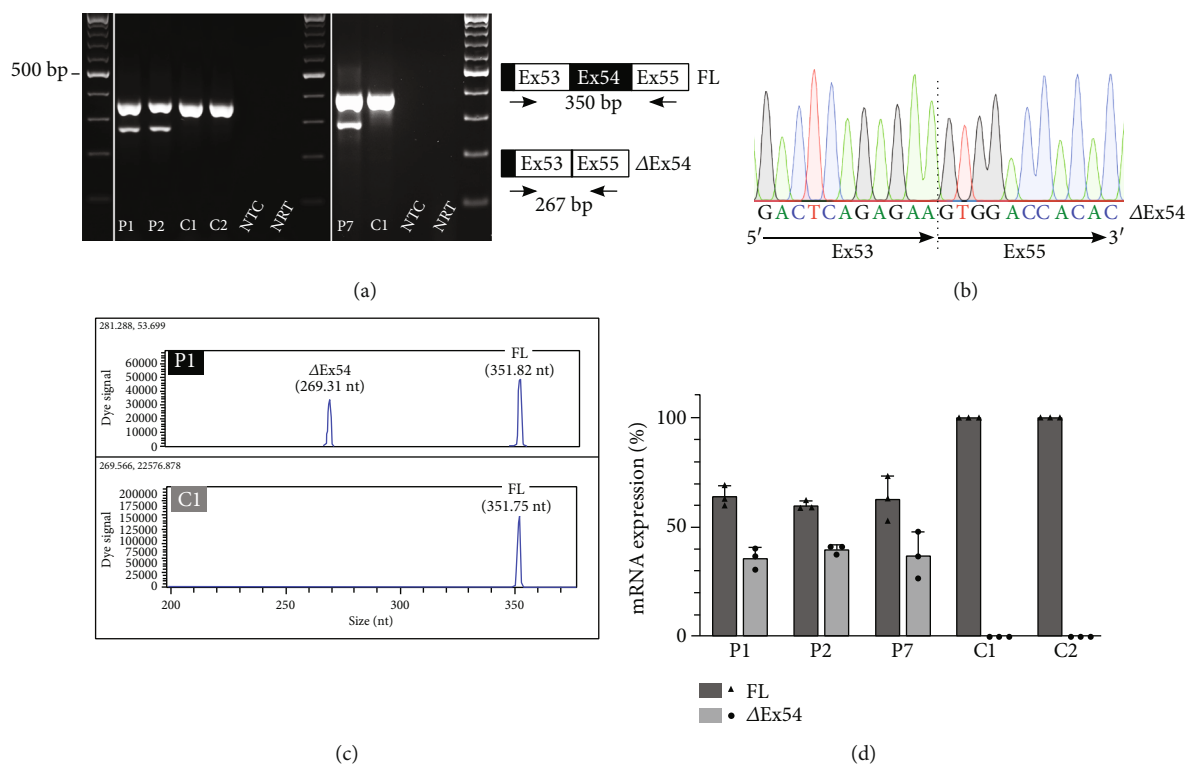 500 bp
P1 P2 C1 C2 NTC NRT
P7 C1 NTC NRT
Ex53 Ex54 Ex55 FL
350 bp
Ex53 Ex55 ΔEx54
267 bp
(a)
GACTCAGAGAAGTGGACCACAC ΔEx54
5′ 3′
Ex53 Ex55
(b)
281.288, 53.699
P1
Dye signal
60000
50000
40000
30000
20000
10000
0
ΔEx54
(269.31 nt)
FL
(351.82 nt)
269.566, 22576.878
C1
Dye signal
200000
175000
150000
125000
100000
75000
50000
25000
0
FL
(351.75 nt)
200 250 300 350
Size (nt)
(c)
mRNA expression (%)
100
50
0
P1 P2 P7 C1 C2
FL
ΔEx54
(d)